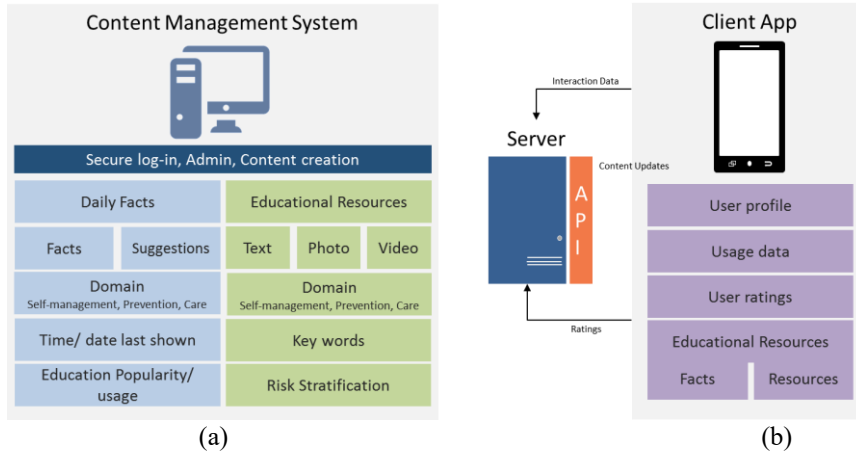 Content Management System
Secure log-in, Admin, Content creation
Daily Facts
Educational Resources
Facts
Suggestions
Text
Photo
Video
Domain
Self-management, Prevention, Care
Domain
Self-management, Prevention, Care
Time/ date last shown
Key words
Education Popularity/
usage
Risk Stratification
(a)
Client App
Interaction Data
Server
Content Updates
API
Ratings
User profile
Usage data
User ratings
Educational Resources
Facts
Resources
(b)